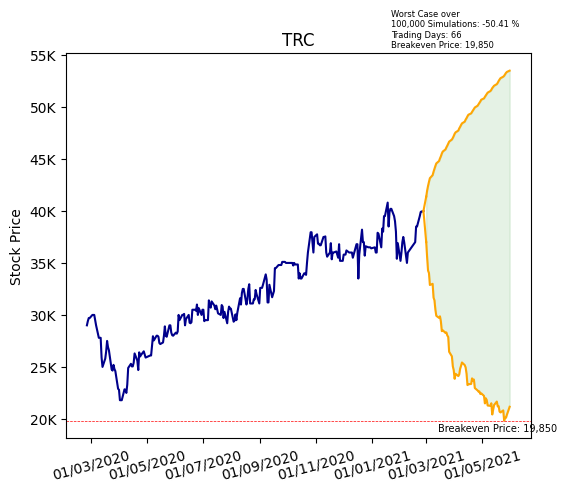 Worst Case over
100,000 Simulations: -50.41 %
Trading Days: 66
Breakeven Price: 19,850
TRC
55K
50K
45K
40K
35K
30K
25K
20K
Stock Price
Breakeven Price: 19,850
01/03/2020
01/05/2020
01/07/2020
01/09/2020
01/11/2020
01/01/2021
01/03/2021
01/05/2021